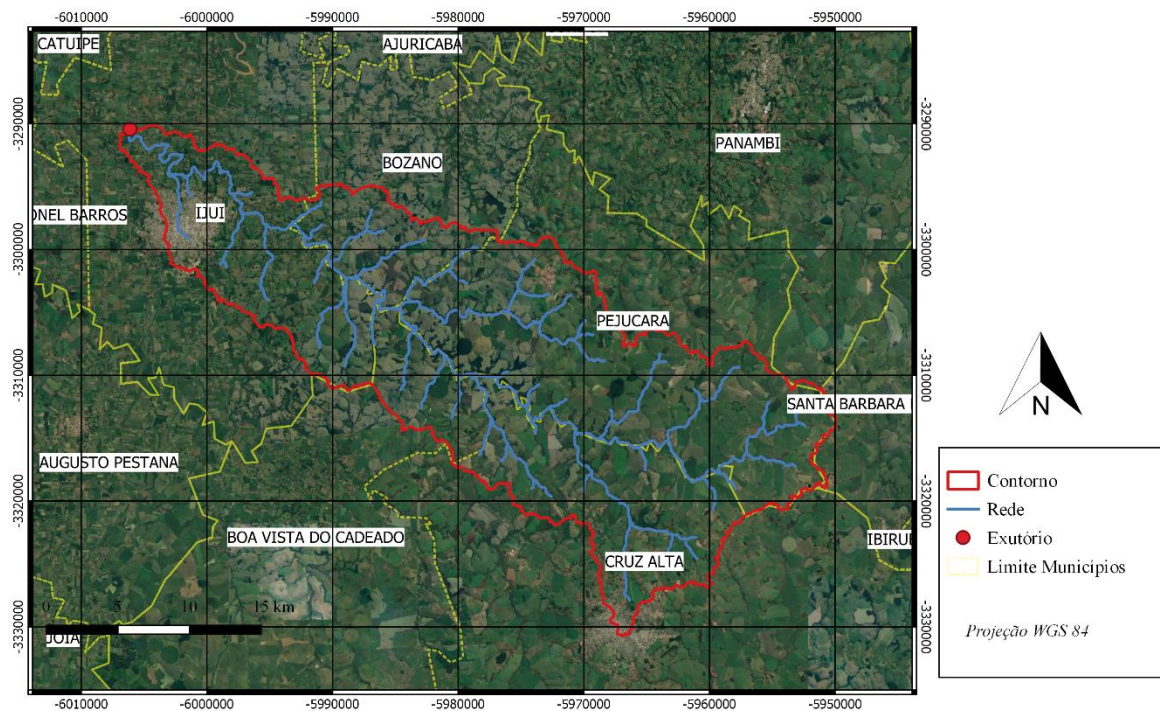 -6010000 -6000000 -5990000 -5980000 -5970000 -5960000 -5950000
CATUIPE
AJURICABA
-3290000
-3290000
PANAMBI
BOZANO
ONEL BARROS
IJUI
-3300000
-3300000
PEJUCARA
-3310000
-3310000
SANTA BARBARA
AUGUSTO PESTANA
-3320000
-3320000
BOA VISTA DO CADEADO
IBIRUB
CRUZ ALTA
0 5 10 15 km
-3330000
-3330000
JOIA
-6010000 -6000000 -5990000 -5980000 -5970000 -5960000 -5950000
N
Contorno
Rede
Exutório
Limite Municípios
Projeção WGS 84